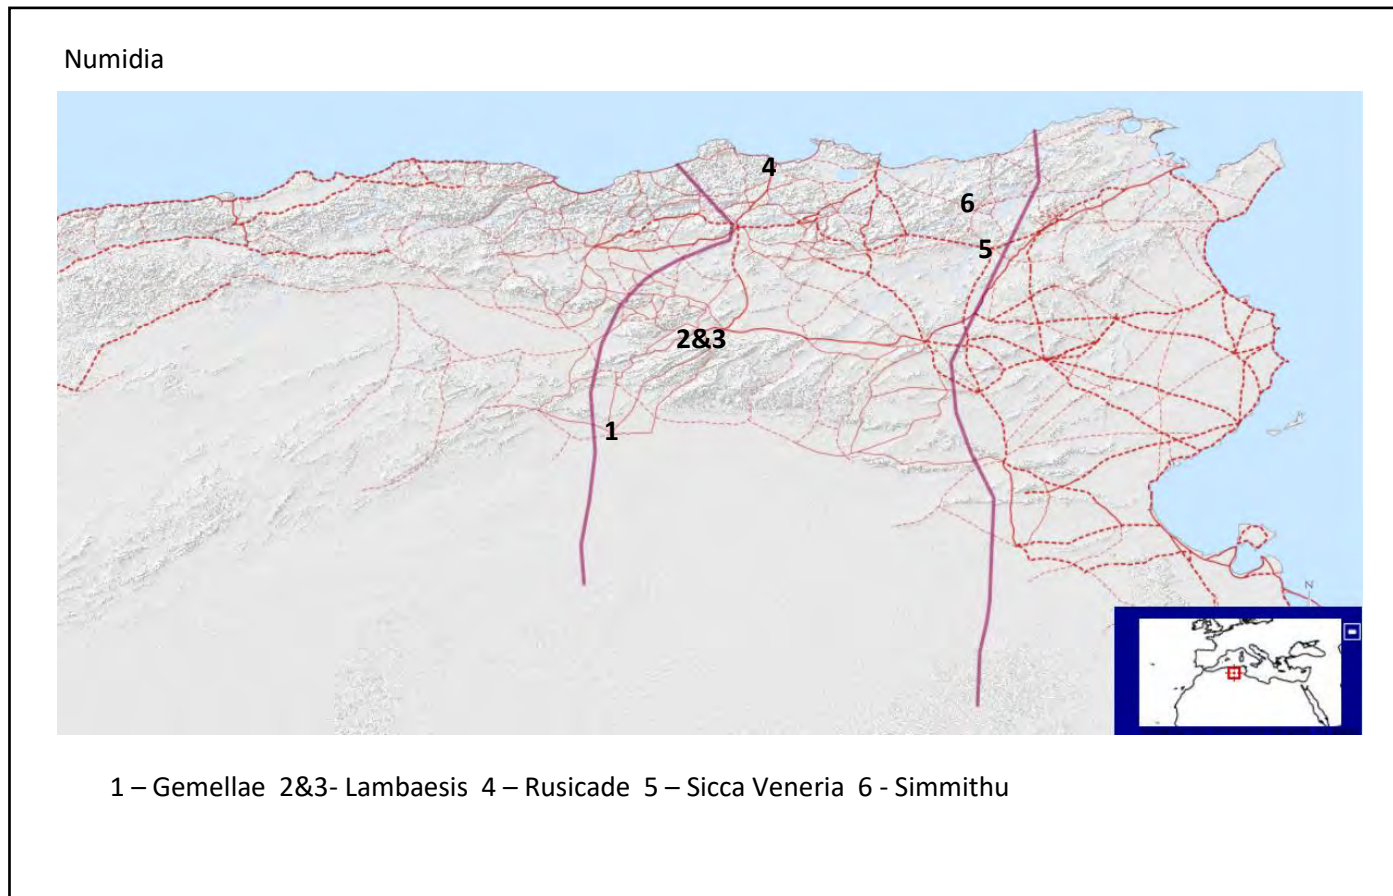 Numidia
4
6
5
2&3
1
N
1 – Gemellae 2&3- Lambaesis 4 – Rusicade 5 – Sicca Veneria 6 - Simmithu